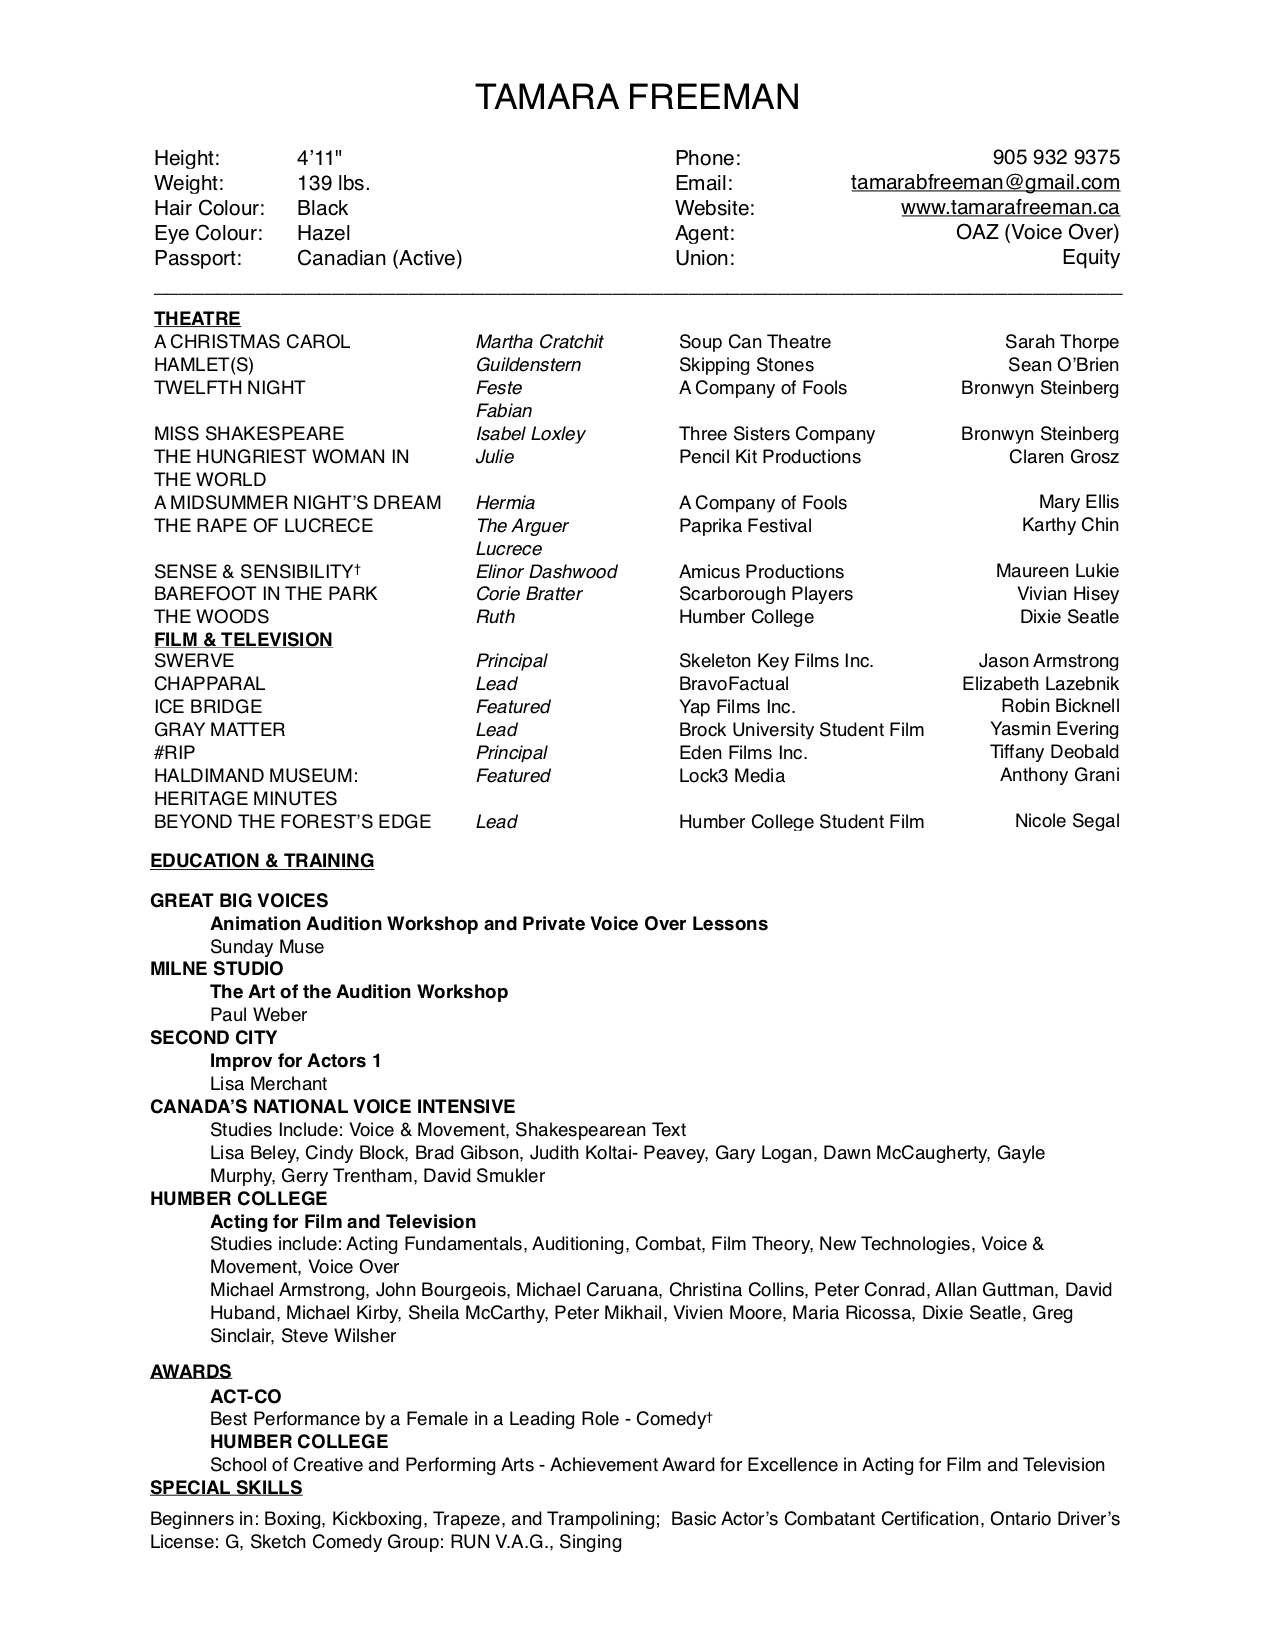 TAMARA FREEMAN
Height: 4’11" Phone: 905 932 9375
Weight: 139 lbs. Email: tamarabfreeman@gmail.com
Hair Colour: Black Website: www.tamarafreeman.ca
Eye Colour: Hazel Agent: OAZ (Voice Over)
Passport: Canadian (Active) Union: Equity
THEATRE
A CHRISTMAS CAROL Martha Cratchit Soup Can Theatre Sarah Thorpe
HAMLET(S) Guildenstern Skipping Stones Sean O’Brien
TWELFTH NIGHT Feste A Company of Fools Bronwyn Steinberg
Fabian
MISS SHAKESPEARE Isabel Loxley Three Sisters Company Bronwyn Steinberg
THE HUNGRIEST WOMAN IN Julie Pencil Kit Productions Claren Grosz
THE WORLD
A MIDSUMMER NIGHT’S DREAM Hermia A Company of Fools Mary Ellis
THE RAPE OF LUCRECE The Arguer Paprika Festival Karthy Chin
Lucrece
SENSE & SENSIBILITY† Elinor Dashwood Amicus Productions Maureen Lukie
BAREFOOT IN THE PARK Corie Bratter Scarborough Players Vivian Hisey
THE WOODS Ruth Humber College Dixie Seatle
FILM & TELEVISION
SWERVE Principal Skeleton Key Films Inc. Jason Armstrong
CHAPPARAL Lead BravoFactual Elizabeth Lazebnik
ICE BRIDGE Featured Yap Films Inc. Robin Bicknell
GRAY MATTER Lead Brock University Student Film Yasmin Evering
#RIP Principal Eden Films Inc. Tiffany Deobald
HALDIMAND MUSEUM: Featured Lock3 Media Anthony Grani
HERITAGE MINUTES
BEYOND THE FOREST’S EDGE Lead Humber College Student Film Nicole Segal
EDUCATION & TRAINING
GREAT BIG VOICES
Animation Audition Workshop and Private Voice Over Lessons
Sunday Muse
MILNE STUDIO
The Art of the Audition Workshop
Paul Weber
SECOND CITY
Improv for Actors 1
Lisa Merchant
CANADA’S NATIONAL VOICE INTENSIVE
Studies Include: Voice & Movement, Shakespearean Text
Lisa Beley, Cindy Block, Brad Gibson, Judith Koltai- Peavey, Gary Logan, Dawn McCaugherty, Gayle
Murphy, Gerry Trentham, David Smukler
HUMBER COLLEGE
Acting for Film and Television
Studies include: Acting Fundamentals, Auditioning, Combat, Film Theory, New Technologies, Voice &
Movement, Voice Over
Michael Armstrong, John Bourgeois, Michael Caruana, Christina Collins, Peter Conrad, Allan Guttman, David
Huband, Michael Kirby, Sheila McCarthy, Peter Mikhail, Vivien Moore, Maria Ricossa, Dixie Seatle, Greg
Sinclair, Steve Wilsher
AWARDS
ACT-CO
Best Performance by a Female in a Leading Role - Comedy†
HUMBER COLLEGE
School of Creative and Performing Arts - Achievement Award for Excellence in Acting for Film and Television
SPECIAL SKILLS
Beginners in: Boxing, Kickboxing, Trapeze, and Trampolining; Basic Actor’s Combatant Certification, Ontario Driver’s
License: G, Sketch Comedy Group: RUN V.A.G., Singing